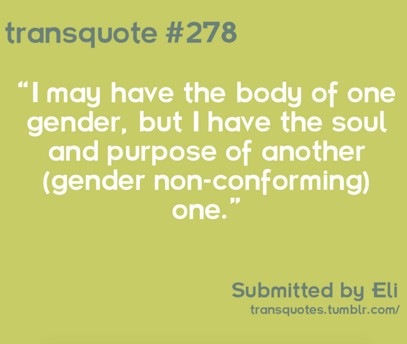 transquote #278
“I may have the body of one
gender, but I have the soul
and purpose of another
(gender non-conforming)
one.”
Submitted by Eli
transquotes.tumblr.com/